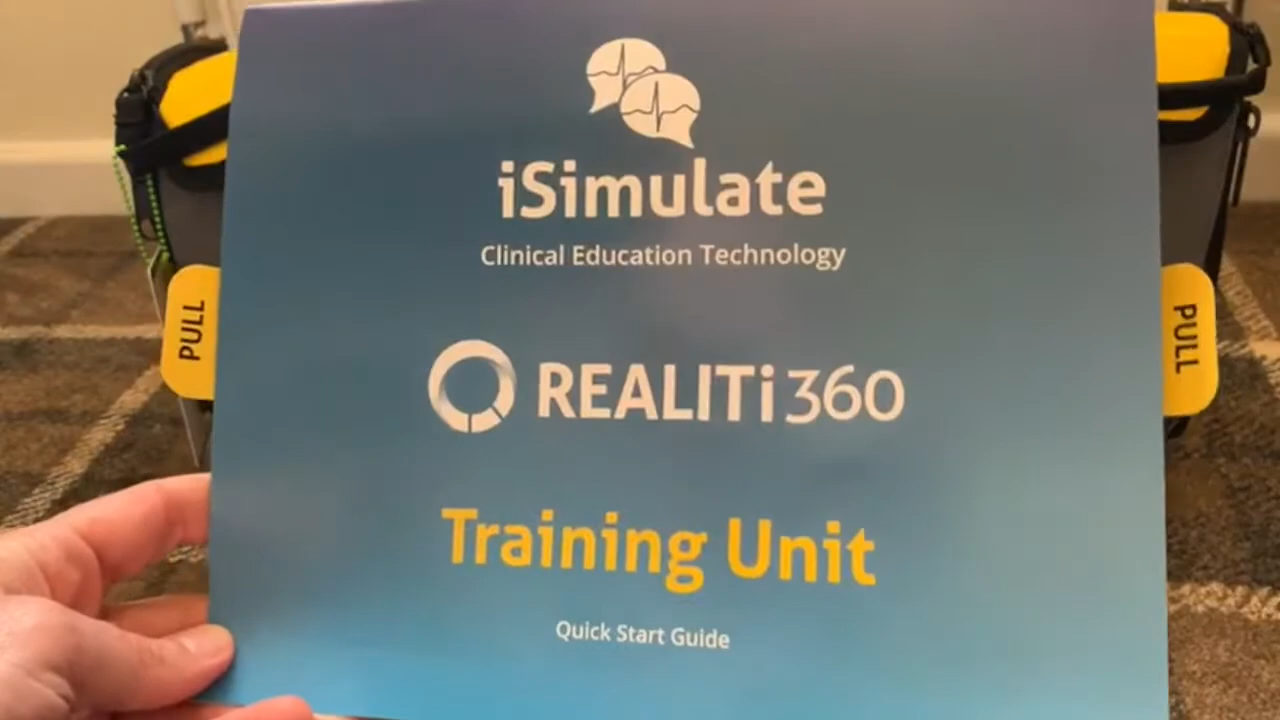 iSimulate
Clinical Education Technology
REALITi 360
Training Unit
Quick Start Guide
PULL
PULL